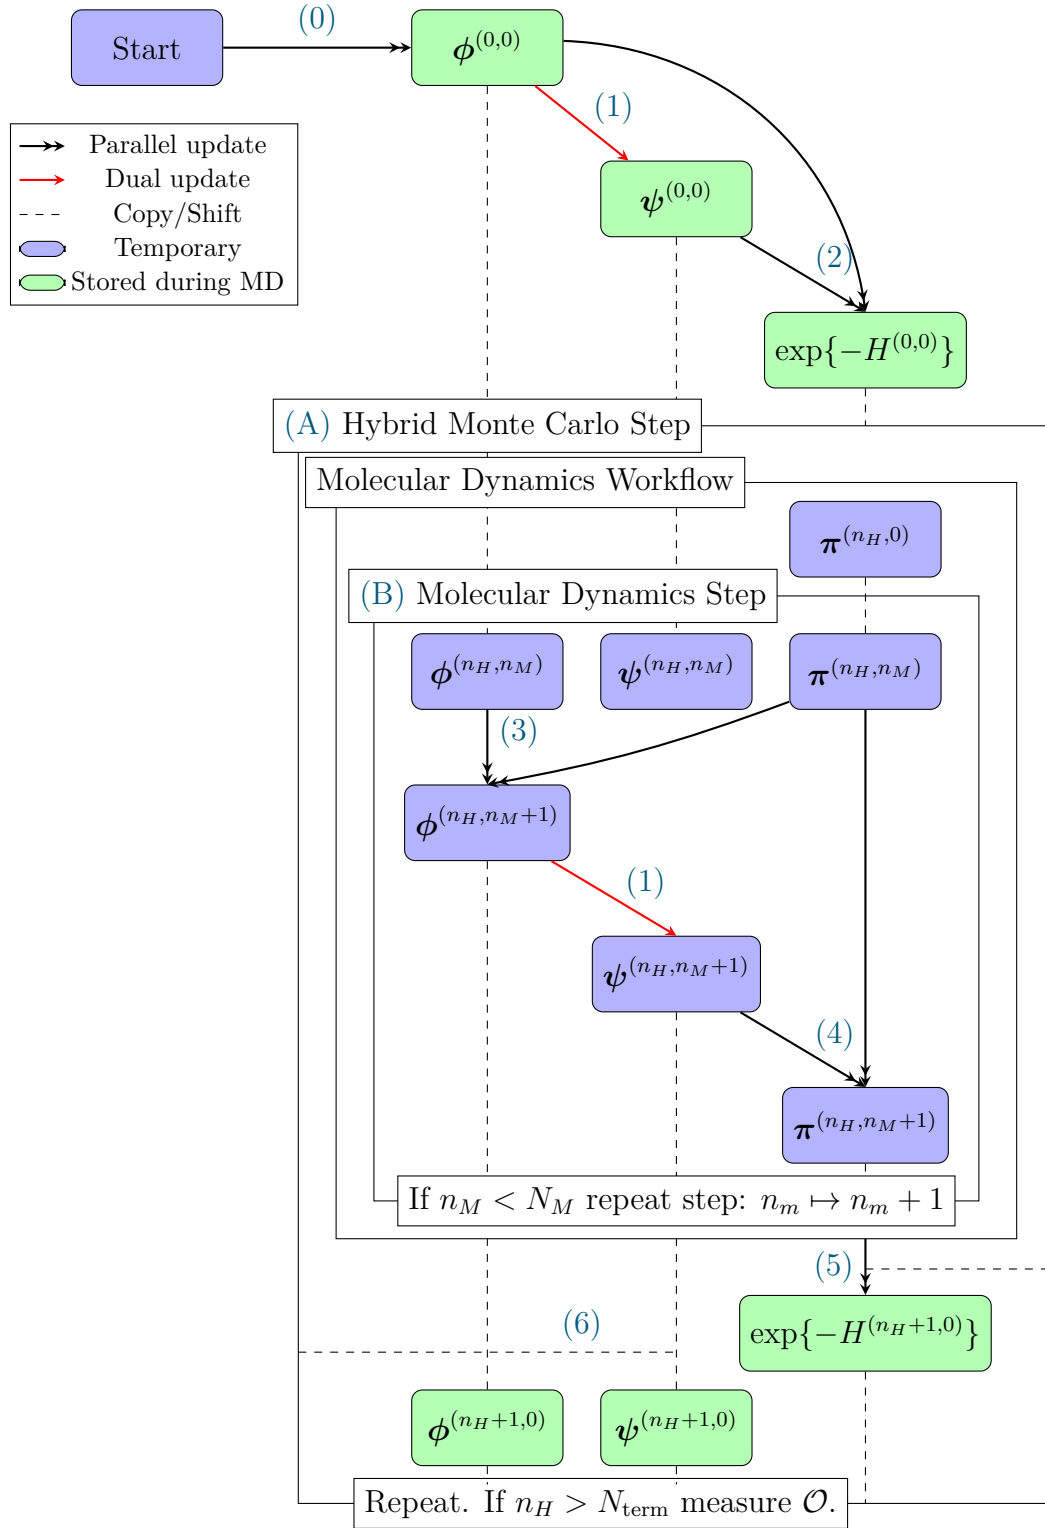 (0)
Start
ϕ^(0,0)
(1)
Parallel update
Dual update
Copy/Shift
Temporary
Stored during MD
ψ^(0,0)
(2)
exp{−H^(0,0)}
(A) Hybrid Monte Carlo Step
Molecular Dynamics Workflow
π^(n_H,0)
(B) Molecular Dynamics Step
ϕ^(n_H,n_M)
ψ^(n_H,n_M)
π^(n_H,n_M)
(3)
ϕ^(n_H,n_M+1)
(1)
ψ^(n_H,n_M+1)
(4)
π^(n_H,n_M+1)
If n_M < N_M repeat step: n_m ↦ n_m + 1
(5)
exp{−H^(n_H+1,0)}
(6)
ϕ^(n_H+1,0)
ψ^(n_H+1,0)
Repeat. If n_H > N_term measure 𝒪.